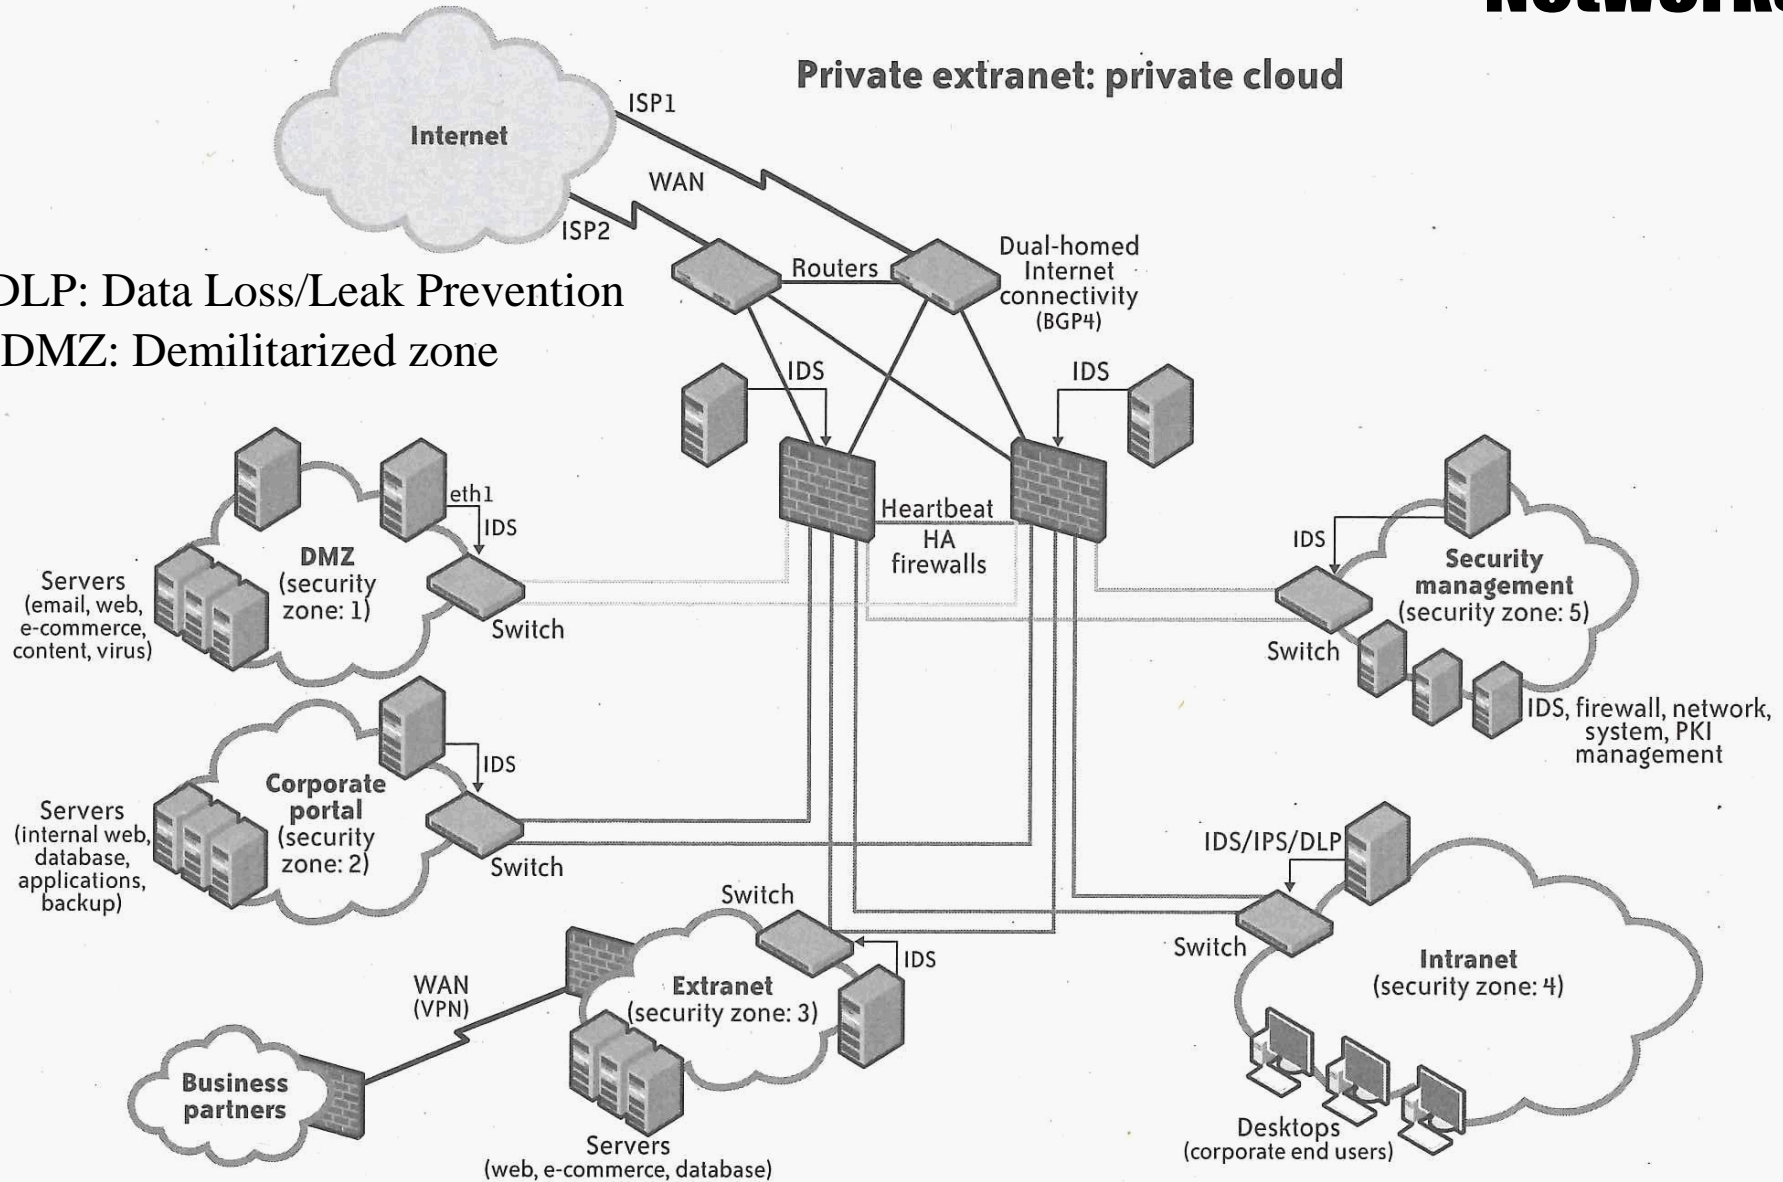 Private extranet: private cloud
ISP1
Internet
WAN
ISP2
Dual-homed
Internet
connectivity
(BGP4)
Routers
DLP: Data Loss/Leak Prevention
DMZ: Demilitarized zone
IDS
IDS
eth1
IDS
Heartbeat
HA
firewalls
IDS
DMZ
(security
zone: 1)
Servers
(email, web,
e-commerce,
content, virus)
Switch
Security
management
(security zone: 5)
Switch
IDS, firewall, network,
system, PKI
management
IDS
Corporate
portal
(security
zone: 2)
Servers
(internal web,
database,
applications,
backup)
Switch
IDS/IPS/DLP
Switch
Switch
IDS
Intranet
(security zone: 4)
Extranet
(security zone: 3)
WAN
(VPN)
Business
partners
Servers
(web, e-commerce, database)
Desktops
(corporate end users)